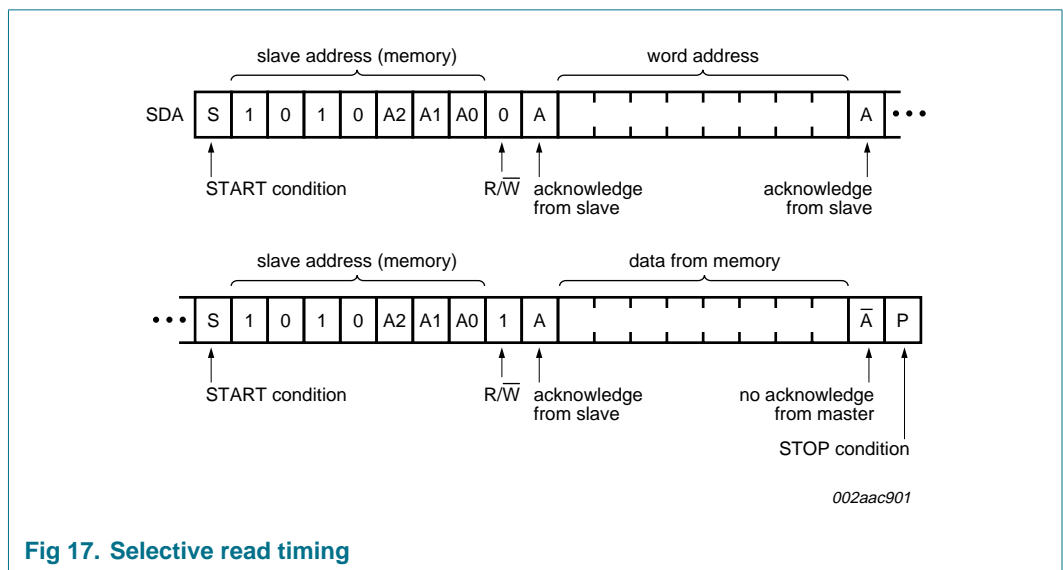 slave address (memory) word address
SDA S 1 0 1 0 A2 A1 A0 0 A A •••
START condition R/W̅ acknowledge from slave acknowledge from slave
slave address (memory) data from memory
••• S 1 0 1 0 A2 A1 A0 1 A A̅ P
START condition R/W̅ acknowledge from slave no acknowledge from master
STOP condition
002aac901
Fig 17. Selective read timing